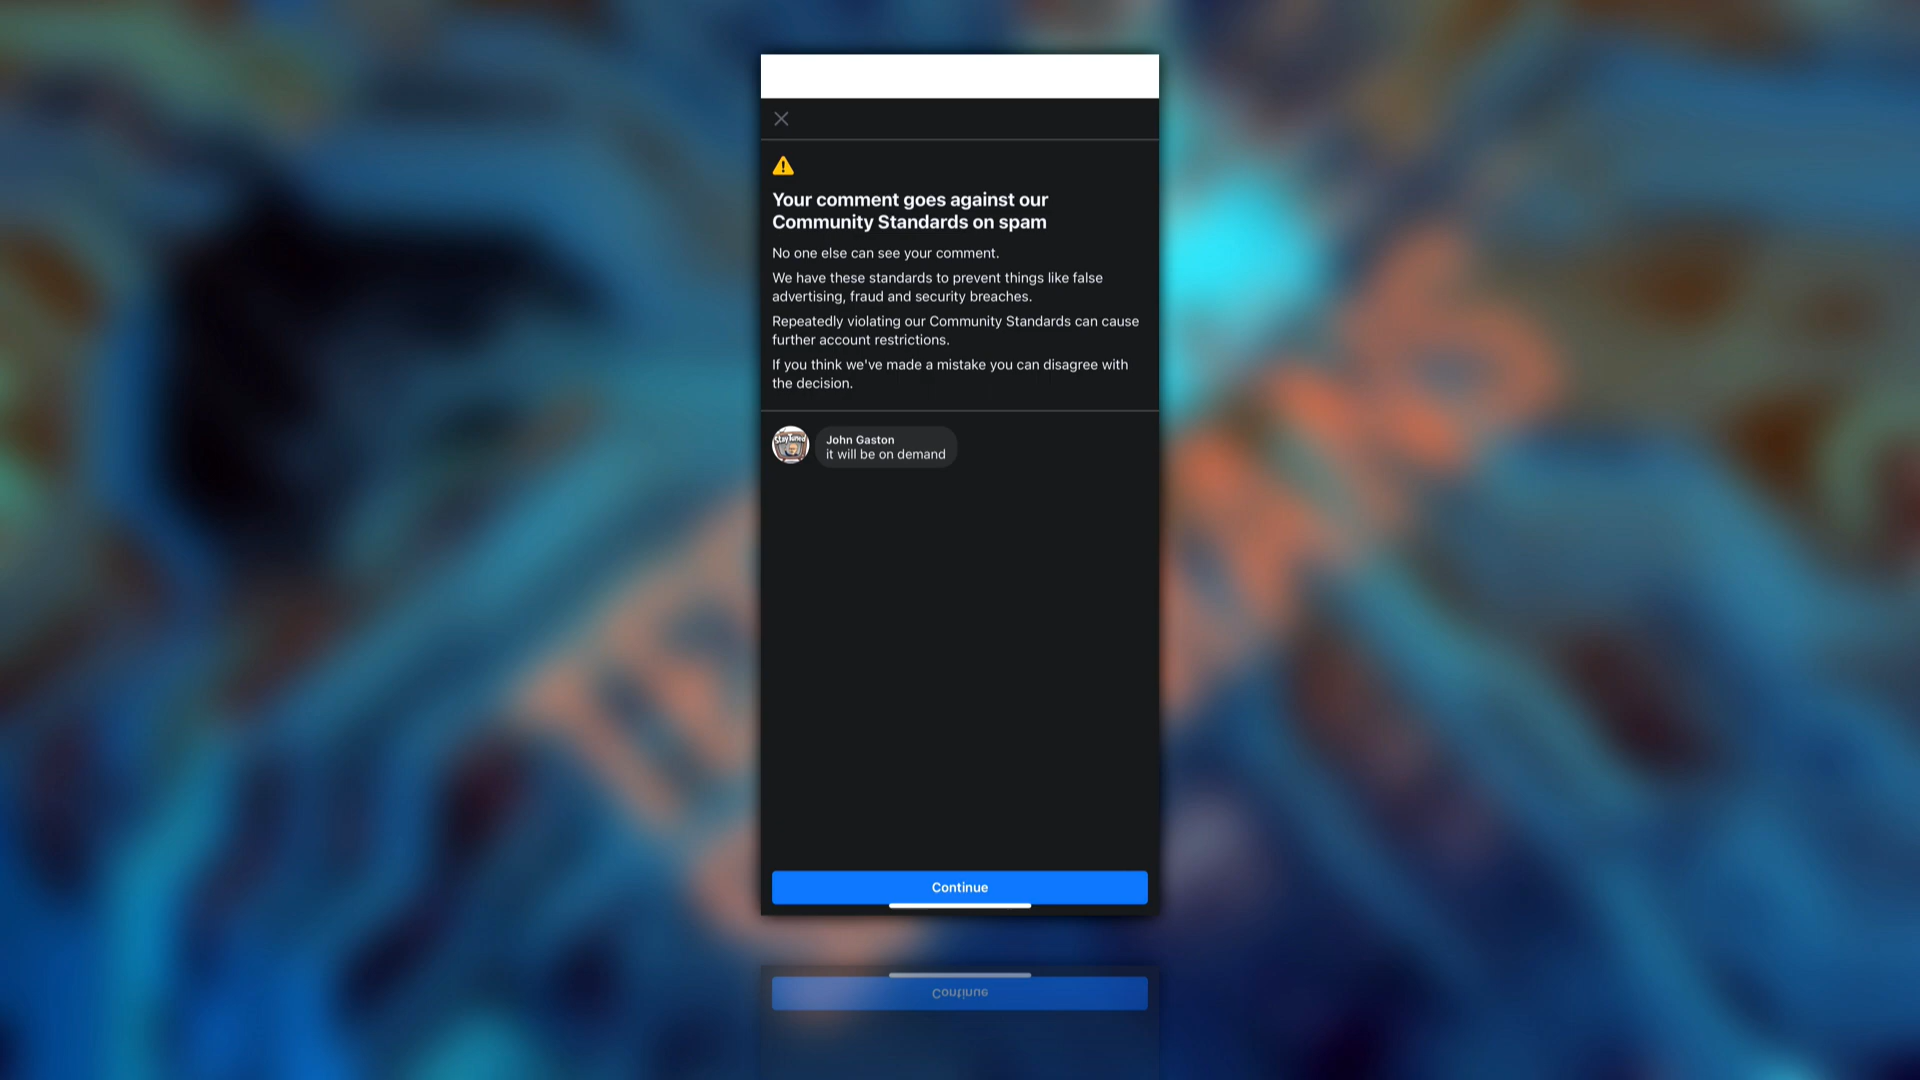 Your comment goes against our
Community Standards on spam
No one else can see your comment.
We have these standards to prevent things like false
advertising, fraud and security breaches.
Repeatedly violating our Community Standards can cause
further account restrictions.
If you think we've made a mistake you can disagree with
the decision.
StayTuned
John Gaston
it will be on demand
Continue
Continue